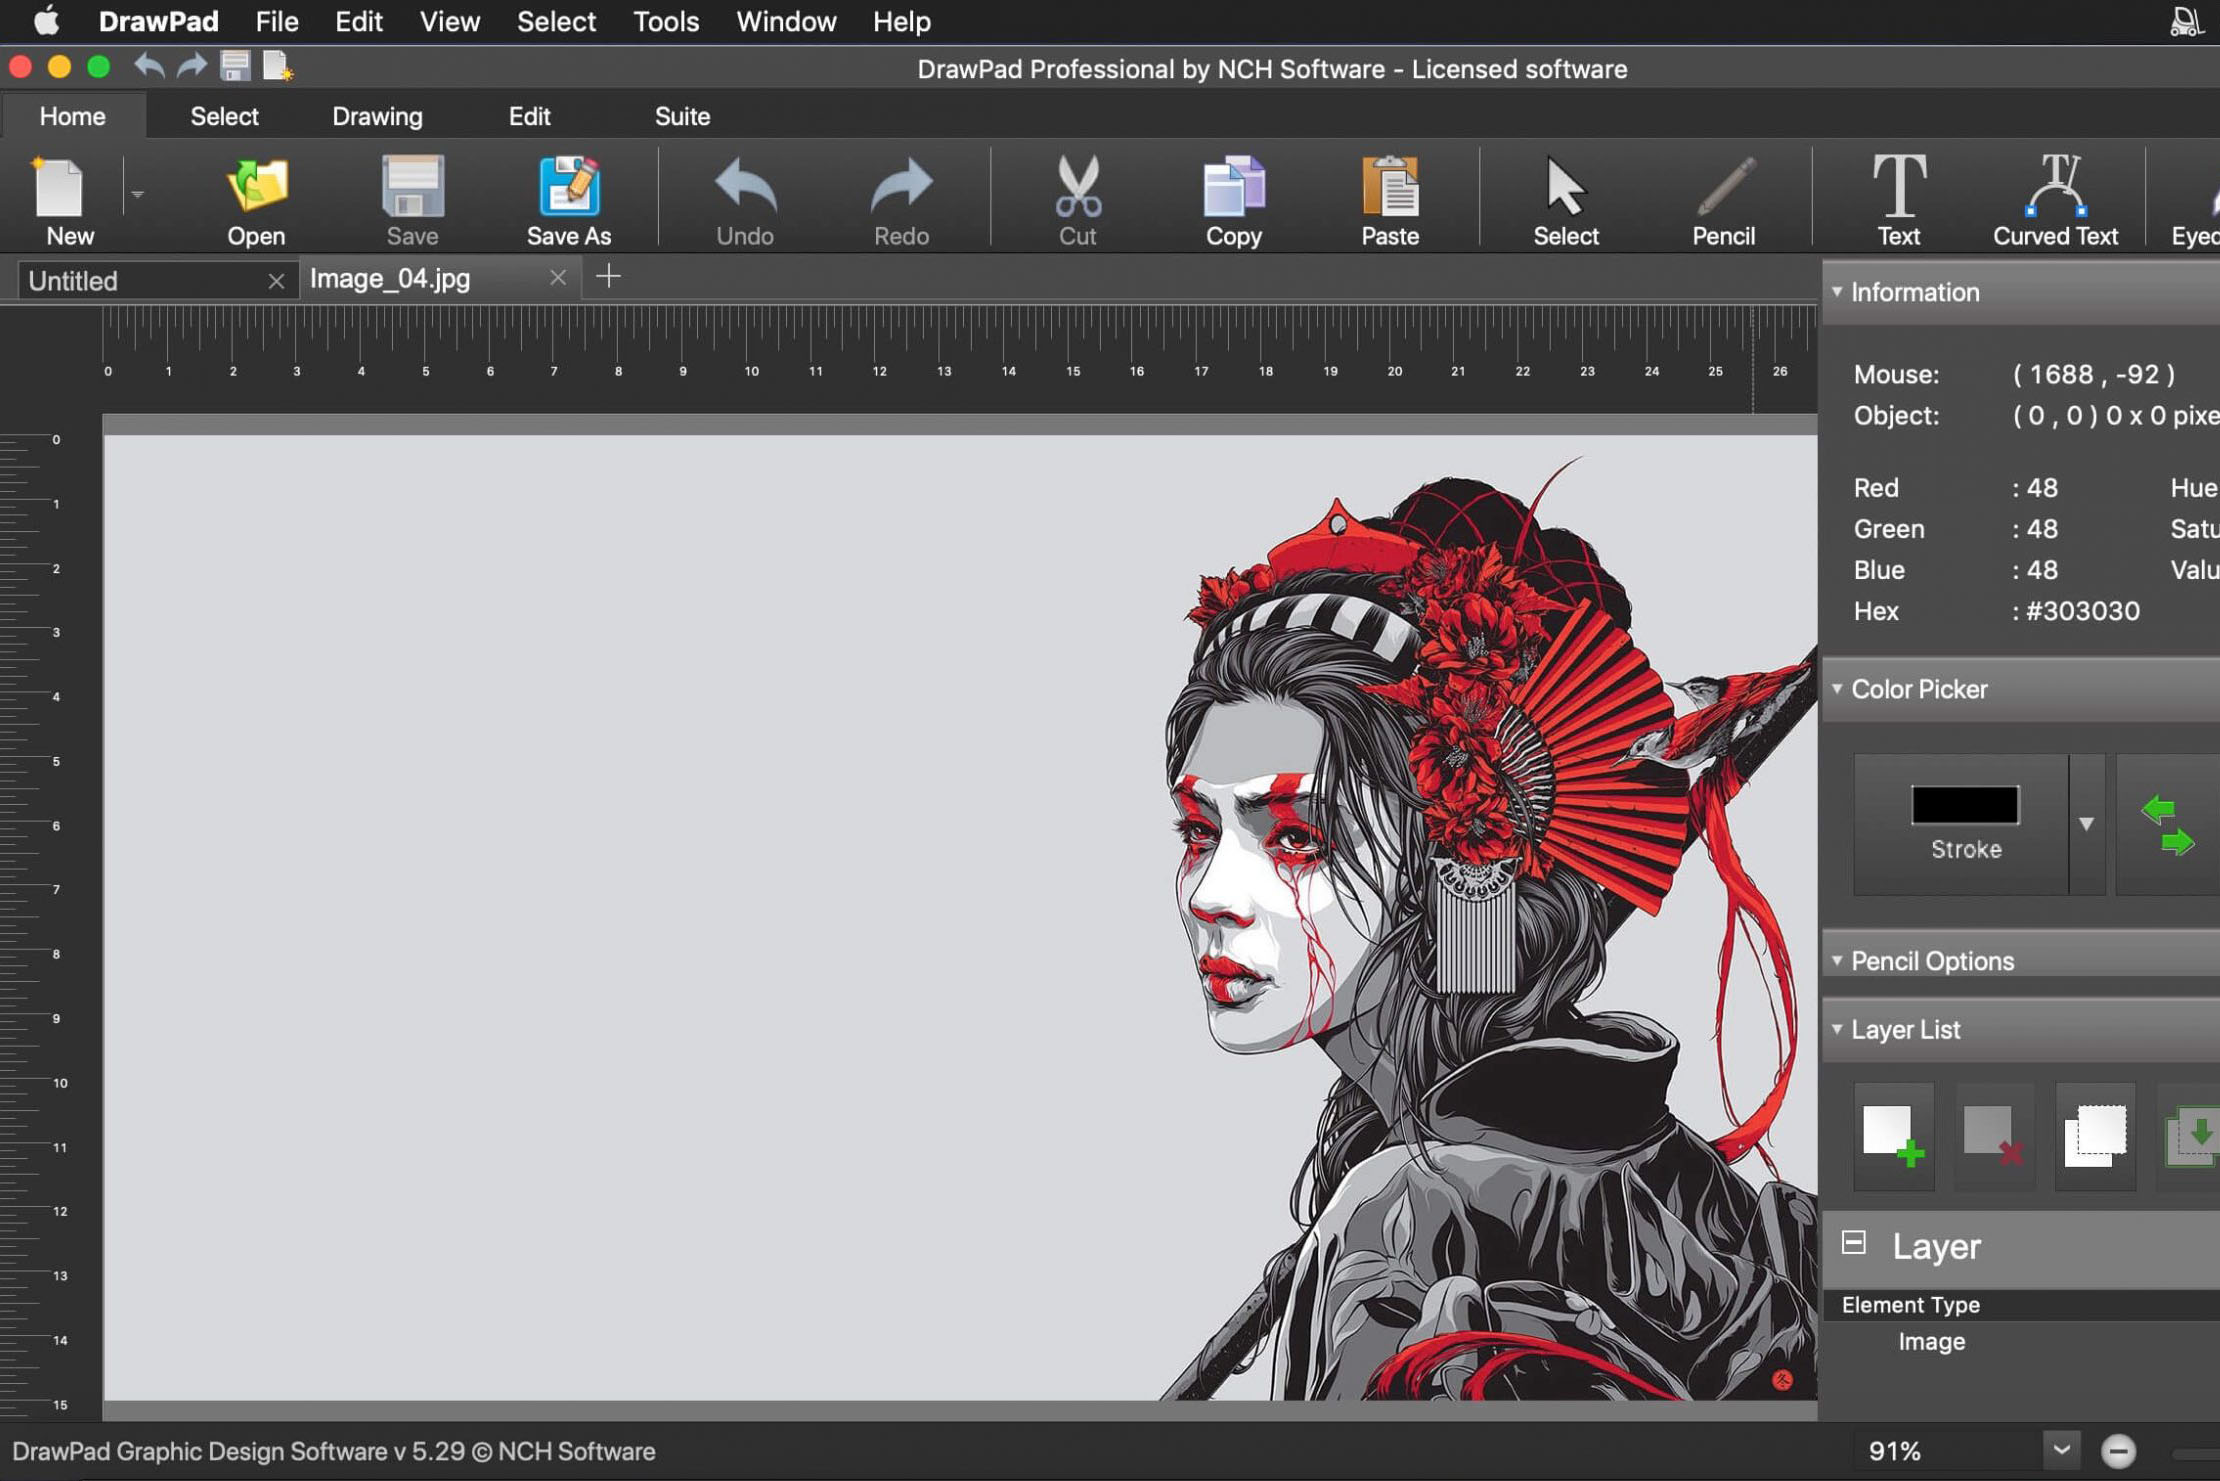 DrawPad File Edit View Select Tools Window Help
DrawPad Professional by NCH Software - Licensed software
Home Select Drawing Edit Suite
New Open Save Save As Undo Redo Cut Copy Paste Select Pencil Text Curved Text Eyed
Untitled Image_04.jpg
Information
0 1 2 3 4 5 6 7 8 9 10 11 12 13 14 15 16 17 18 19 20 21 22 23 24 25 26
Mouse: ( 1688 , -92 )
Object: ( 0 , 0 ) 0 x 0 pixe
Red : 48 Hue
Green : 48 Satu
Blue : 48 Valu
Hex : #303030
Color Picker
Stroke
Pencil Options
Layer List
Layer
Element Type
Image
0
1
2
3
4
5
6
7
8
9
10
11
12
13
14
15
冬
DrawPad Graphic Design Software v 5.29 © NCH Software
91%